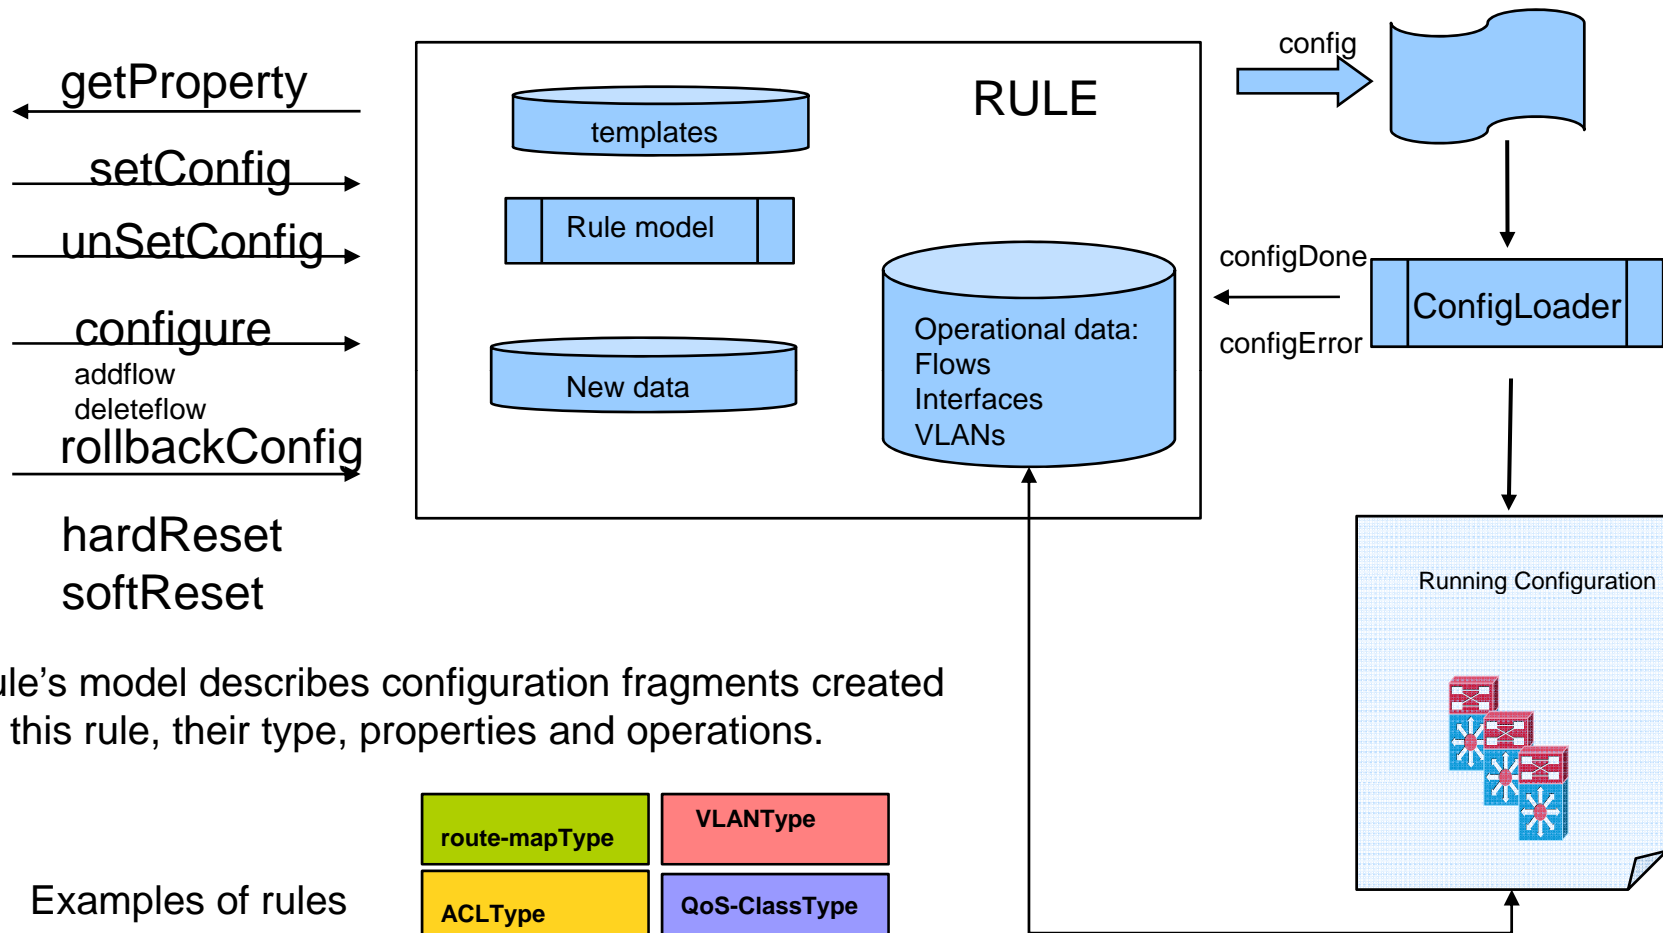 getProperty
setConfig
unSetConfig
configure
addflow
deleteflow
rollbackConfig
hardReset
softReset
RULE
templates
Rule model
New data
Operational data:
Flows
Interfaces
VLANs
config
configDone
configError
ConfigLoader
Running Configuration
ule’s model describes configuration fragments created
this rule, their type, properties and operations.
Examples of rules
route-mapType
VLANType
ACLType
QoS-ClassType